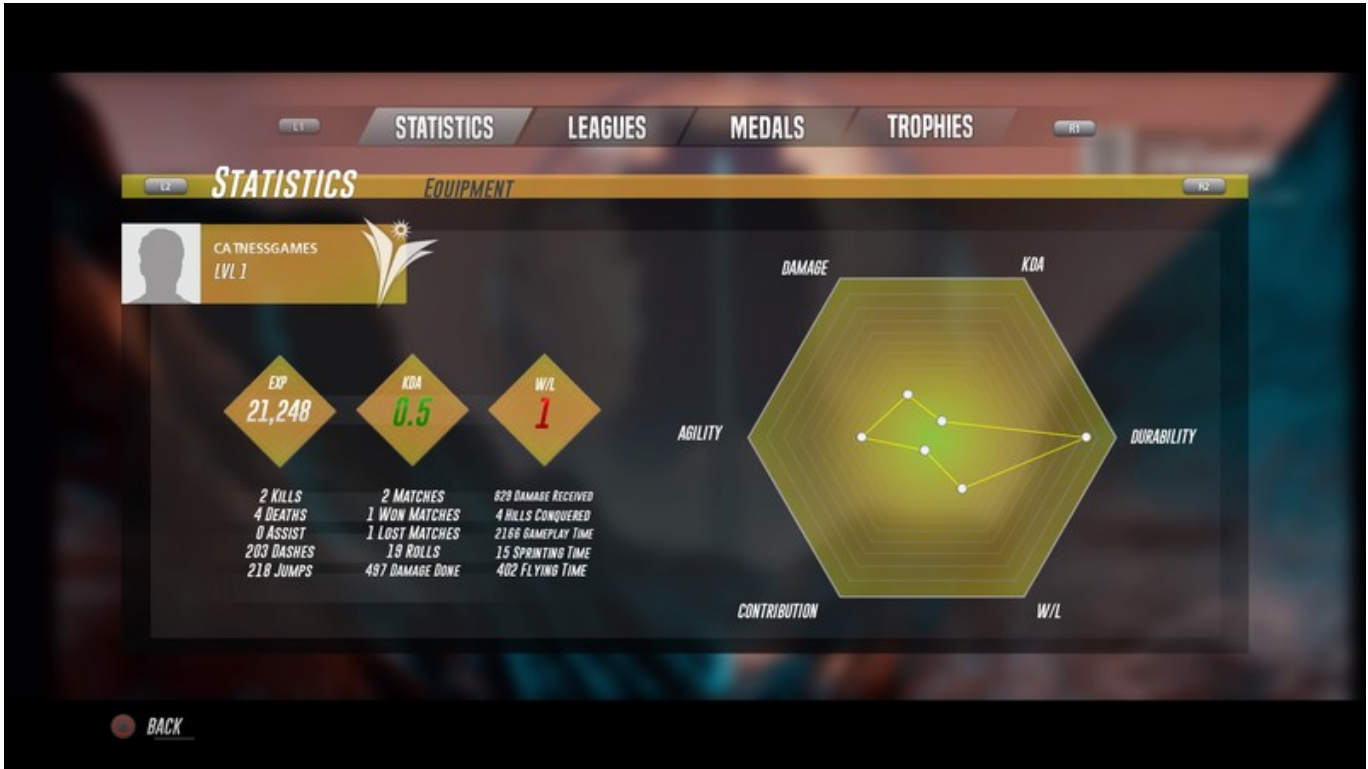 L1 STATISTICS LEAGUES MEDALS TROPHIES R1
L2 STATISTICS EQUIPMENT R2
CATNESSGAMES
LVL 1
DAMAGE
KDA
AGILITY
DURABILITY
CONTRIBUTION
W/L
EXP
21,248
KDA
0.5
W/L
1
2 KILLS
4 DEATHS
0 ASSIST
203 DASHES
218 JUMPS
2 MATCHES
1 WON MATCHES
1 LOST MATCHES
19 ROLLS
497 DAMAGE DONE
829 DAMAGE RECEIVED
4 HILLS CONQUERED
2166 GAMEPLAY TIME
15 SPRINTING TIME
402 FLYING TIME
BACK